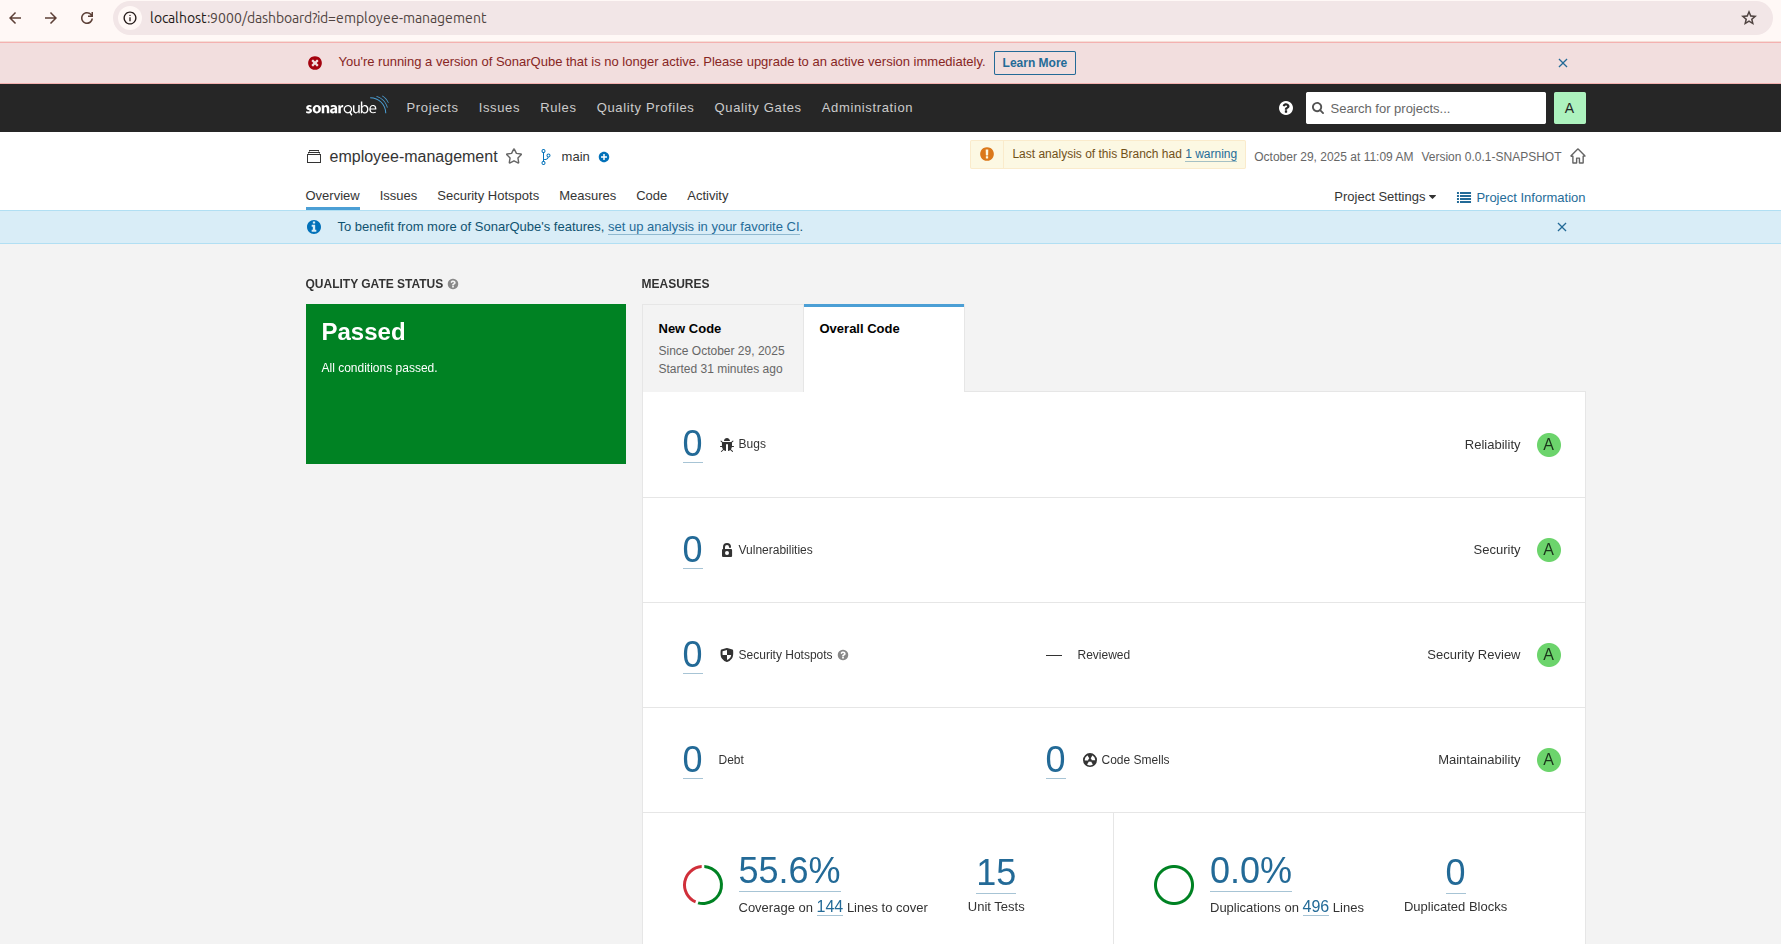 localhost:9000/dashboard?id=employee-management
You're running a version of SonarQube that is no longer active. Please upgrade to an active version immediately. Learn More
sonarqube Projects Issues Rules Quality Profiles Quality Gates Administration ? Search for projects... A
employee-management main Last analysis of this Branch had 1 warning October 29, 2025 at 11:09 AM Version 0.0.1-SNAPSHOT
Overview Issues Security Hotspots Measures Code Activity Project Settings Project Information
To benefit from more of SonarQube's features, set up analysis in your favorite CI.
QUALITY GATE STATUS ? MEASURES
Passed
All conditions passed.
New Code Overall Code
Since October 29, 2025
Started 31 minutes ago
0 Bugs Reliability A
0 Vulnerabilities Security A
0 Security Hotspots ? — Reviewed Security Review A
0 Debt 0 Code Smells Maintainability A
55.6% 15 0.0% 0
Coverage on 144 Lines to cover Unit Tests Duplications on 496 Lines Duplicated Blocks